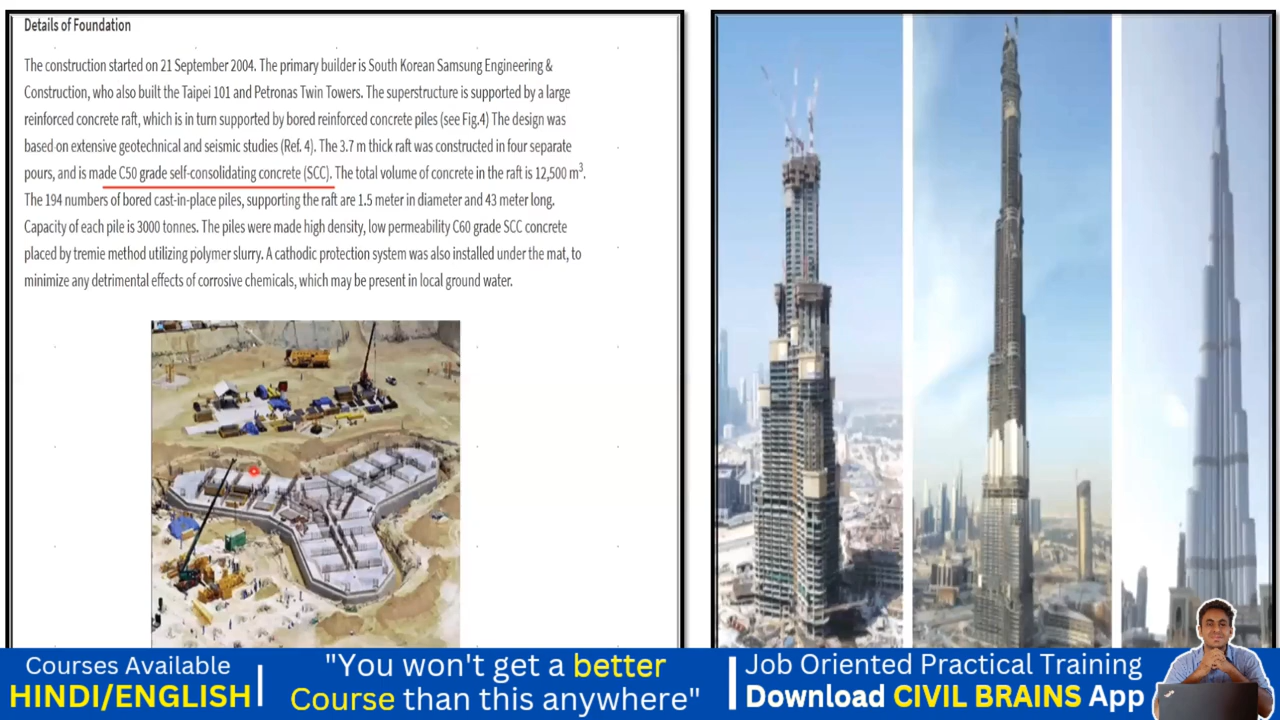 Details of Foundation
The construction started on 21 September 2004. The primary builder is South Korean Samsung Engineering &
Construction, who also built the Taipei 101 and Petronas Twin Towers. The superstructure is supported by a large
reinforced concrete raft, which is in turn supported by bored reinforced concrete piles (see Fig.4) The design was
based on extensive geotechnical and seismic studies (Ref. 4). The 3.7 m thick raft was constructed in four separate
pours, and is made C50 grade self-consolidating concrete (SCC). The total volume of concrete in the raft is 12,500 m³.
The 194 numbers of bored cast-in-place piles, supporting the raft are 1.5 meter in diameter and 43 meter long.
Capacity of each pile is 3000 tonnes. The piles were made high density, low permeability C60 grade SCC concrete
placed by tremie method utilizing polymer slurry. A cathodic protection system was also installed under the mat, to
minimize any detrimental effects of corrosive chemicals, which may be present in local ground water.
Courses Available
HINDI/ENGLISH
"You won't get a better
Course than this anywhere"
Job Oriented Practical Training
Download CIVIL BRAINS App